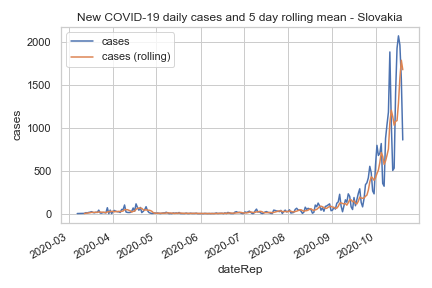 New COVID-19 daily cases and 5 day rolling mean - Slovakia
cases
cases (rolling)
2000
1500
1000
500
0
cases
2020-03
2020-04
2020-05
2020-06
2020-07
2020-08
2020-09
2020-10
dateRep